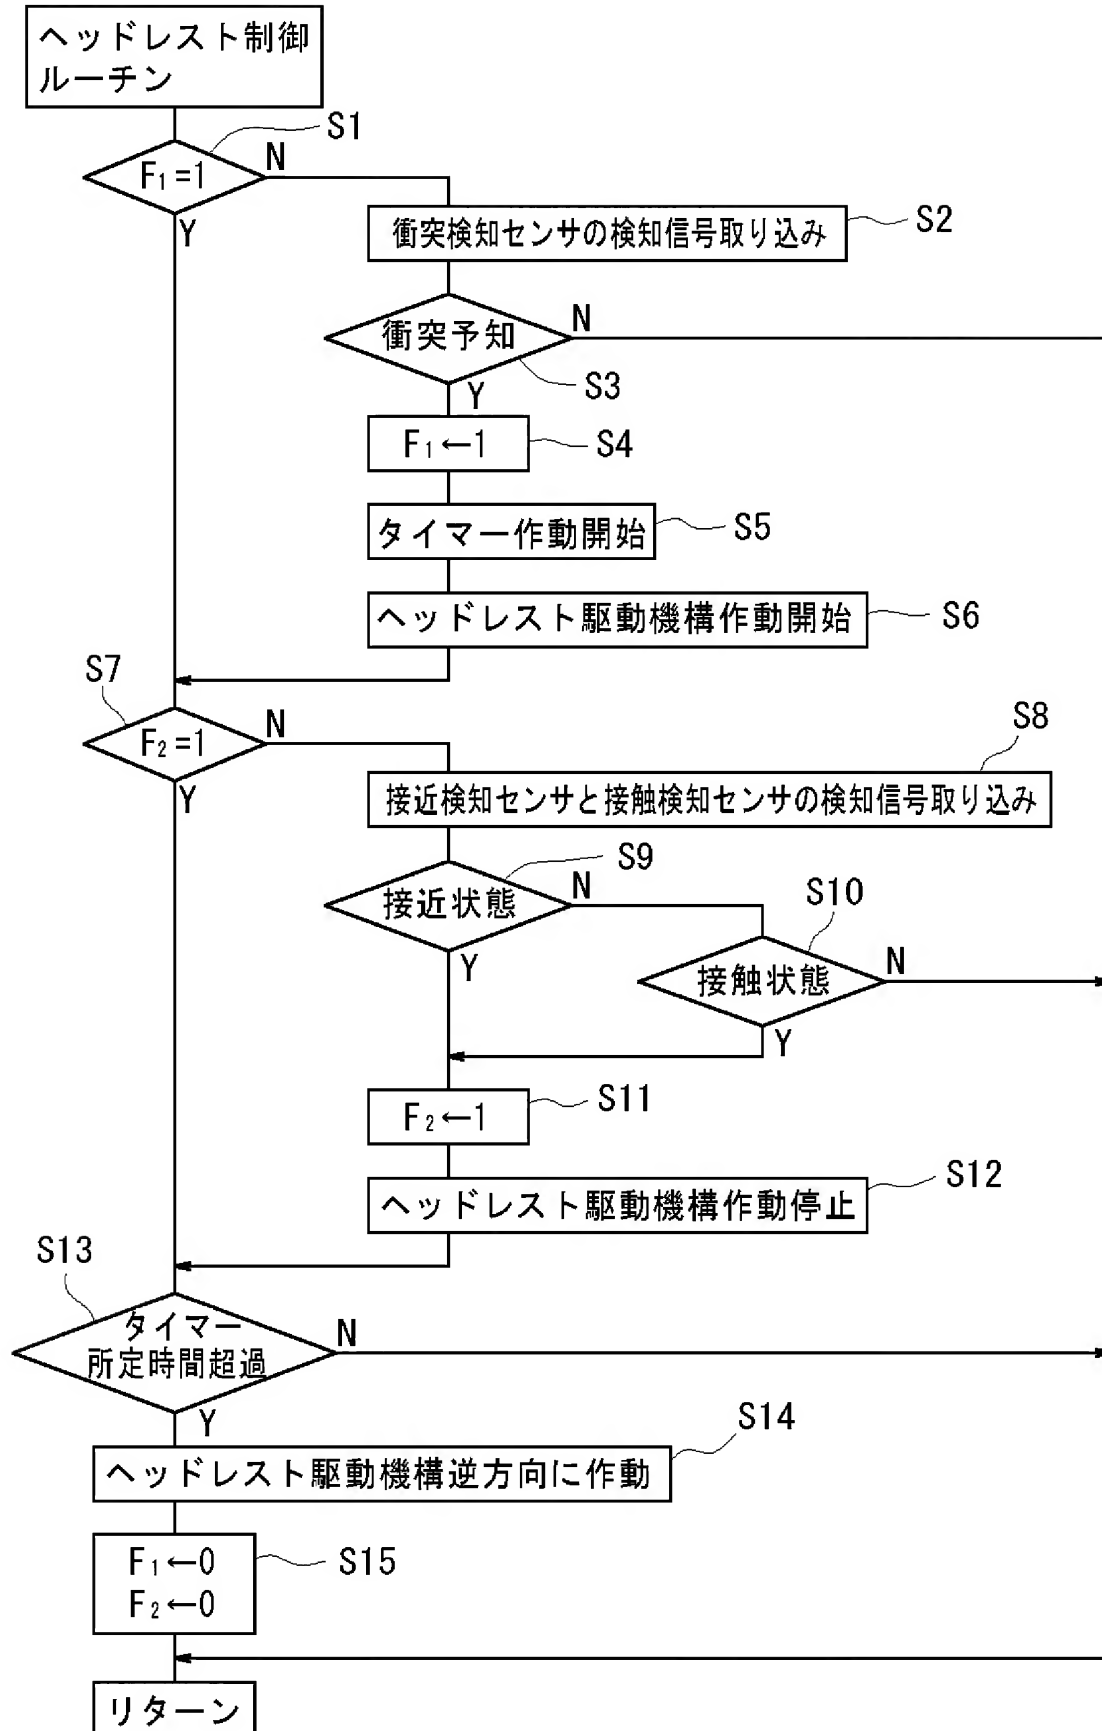 ヘッドレスト制御
ルーチン
S1
F₁=1
N
Y
衝突検知センサの検知信号取り込み
S2
衝突予知
N
S3
Y
F₁←1
S4
タイマー作動開始
S5
ヘッドレスト駆動機構作動開始
S6
S7
F₂=1
N
Y
S8
接近検知センサと接触検知センサの検知信号取り込み
S9
接近状態
N
Y
S10
接触状態
N
Y
F₂←1
S11
ヘッドレスト駆動機構作動停止
S12
S13
タイマー
所定時間超過
N
Y
S14
ヘッドレスト駆動機構逆方向に作動
F₁←0
F₂←0
S15
リターン